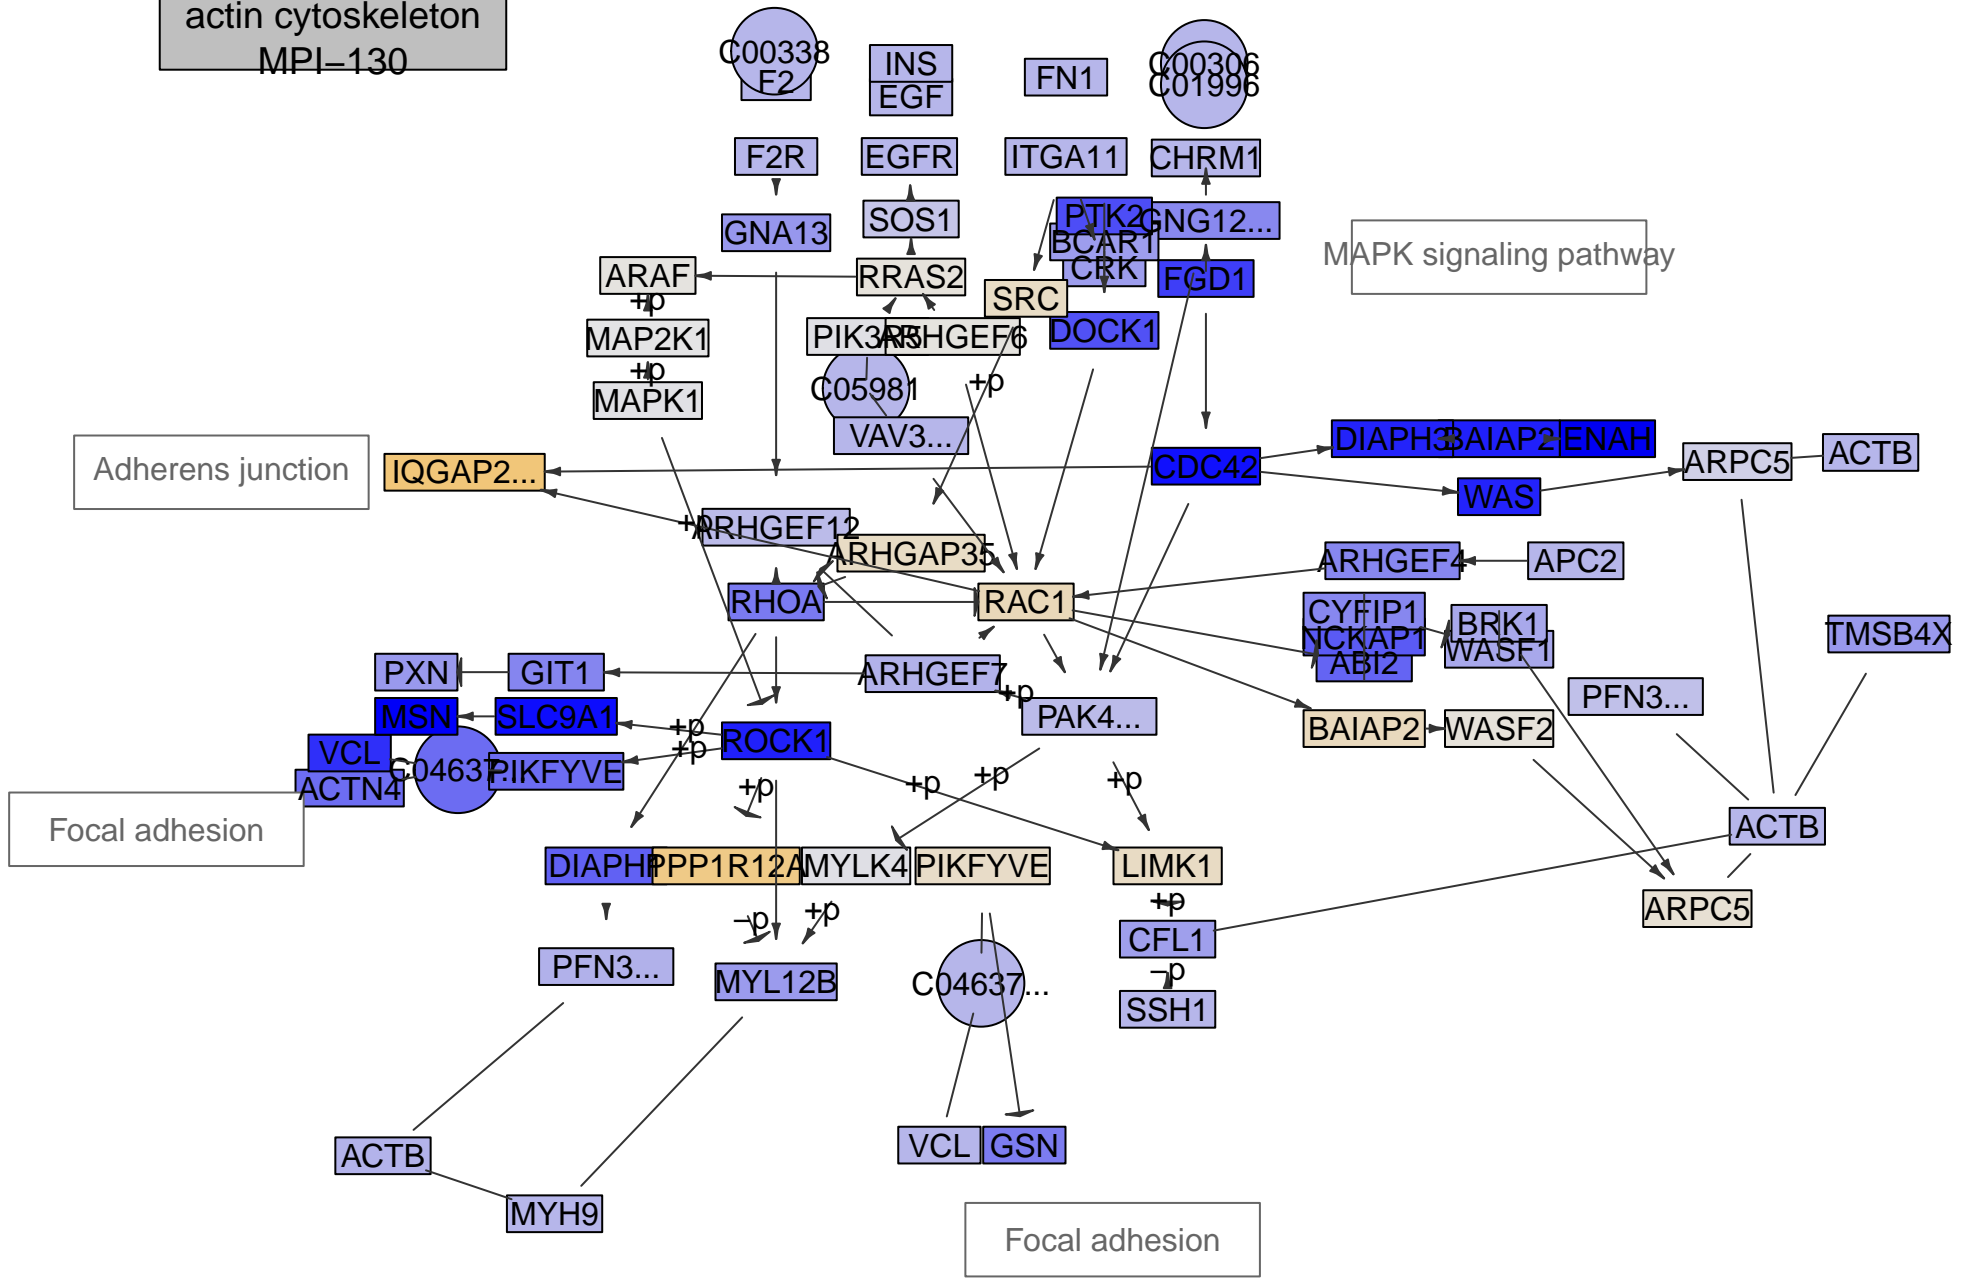 actin cytoskeleton
MPI−130
C00338
F2
INS
EGF
FN1
C00306
C01996
F2R
EGFR
ITGA11
CHRM1
GNA13
SOS1
PTK2
GNG12...
BCAR1
CRK
MAPK signaling pathway
ARAF
RRAS2
SRC
FGD1
+p
MAP2K1
PIK3R5
ARHGEF6
DOCK1
+p
MAPK1
C05981
+p
VAV3...
DIAPH3
BAIAP2
ENAH
ARPC5
ACTB
Adherens junction
IQGAP2...
CDC42
WAS
+p
ARHGEF12
ARHGAP35
ARHGEF4
APC2
RHOA
RAC1
CYFIP1
NCKAP1
ABI2
BRK1
WASF1
TMSB4X
PXN
GIT1
ARHGEF7
+p
PAK4...
PFN3...
MSN
SLC9A1
+p
ROCK1
BAIAP2
WASF2
VCL
ACTN4
C04637...
PIKFYVE
+p
+p
+p
+p
+p
Focal adhesion
ACTB
PPP1R12A
MYLK4
PIKFYVE
LIMK1
+p
ARPC5
−p
+p
CFL1
−p
PFN3...
MYL12B
C04637...
SSH1
ACTB
VCL
GSN
MYH9
Focal adhesion